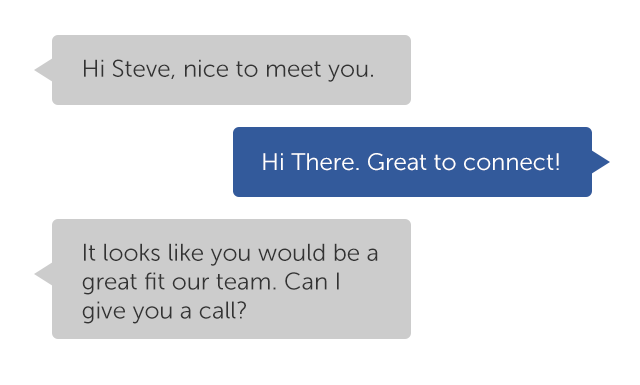 Hi Steve, nice to meet you.
Hi There. Great to connect!
It looks like you would be a
great fit our team. Can I
give you a call?